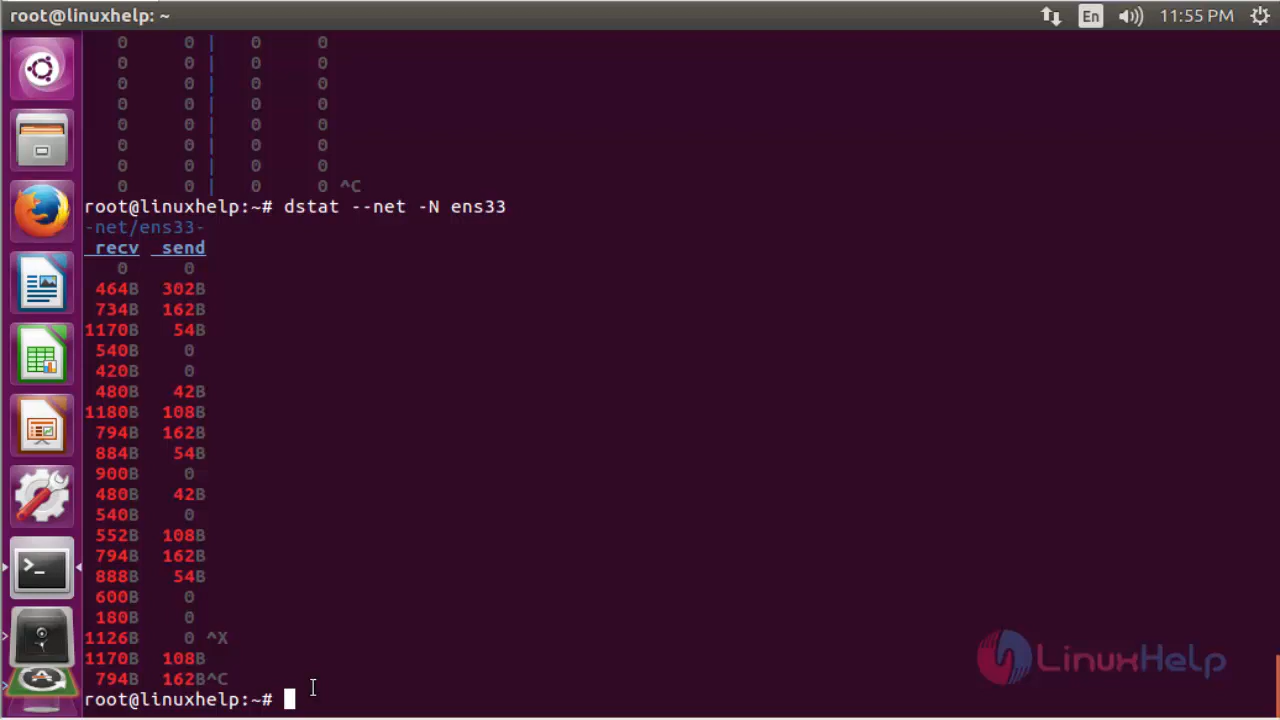 root@linuxhelp: ~ En 11:55 PM
0 0 | 0 0
0 0 | 0 0
0 0 | 0 0
0 0 | 0 0
0 0 | 0 0
0 0 | 0 0
0 0 | 0 0
0 0 | 0 0 ^C
root@linuxhelp:~# dstat --net -N ens33
-net/ens33-
recv send
0 0
464B 302B
734B 162B
1170B 54B
540B 0
420B 0
480B 42B
1180B 108B
794B 162B
884B 54B
900B 0
480B 42B
540B 0
552B 108B
794B 162B
888B 54B
600B 0
180B 0
1126B 0 ^X
1170B 108B
794B 162B^C
root@linuxhelp:~#
LinuxHelp